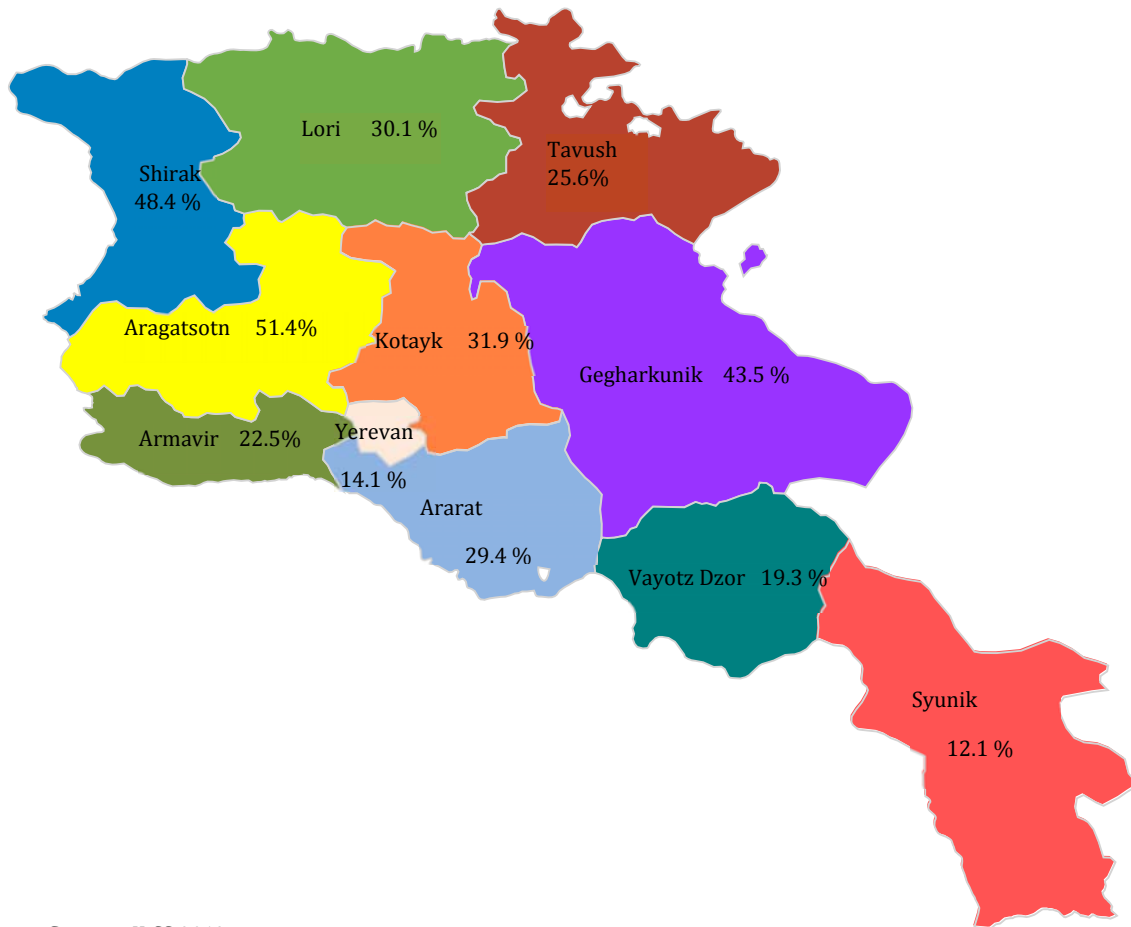 Lori 30.1 %
Tavush
25.6%
Shirak
48.4 %
Aragatsotn 51.4%
Kotayk 31.9 %
Gegharkunik 43.5 %
Armavir 22.5%
Yerevan
14.1 %
Ararat
29.4 %
Vayotz Dzor 19.3 %
Syunik
12.1 %